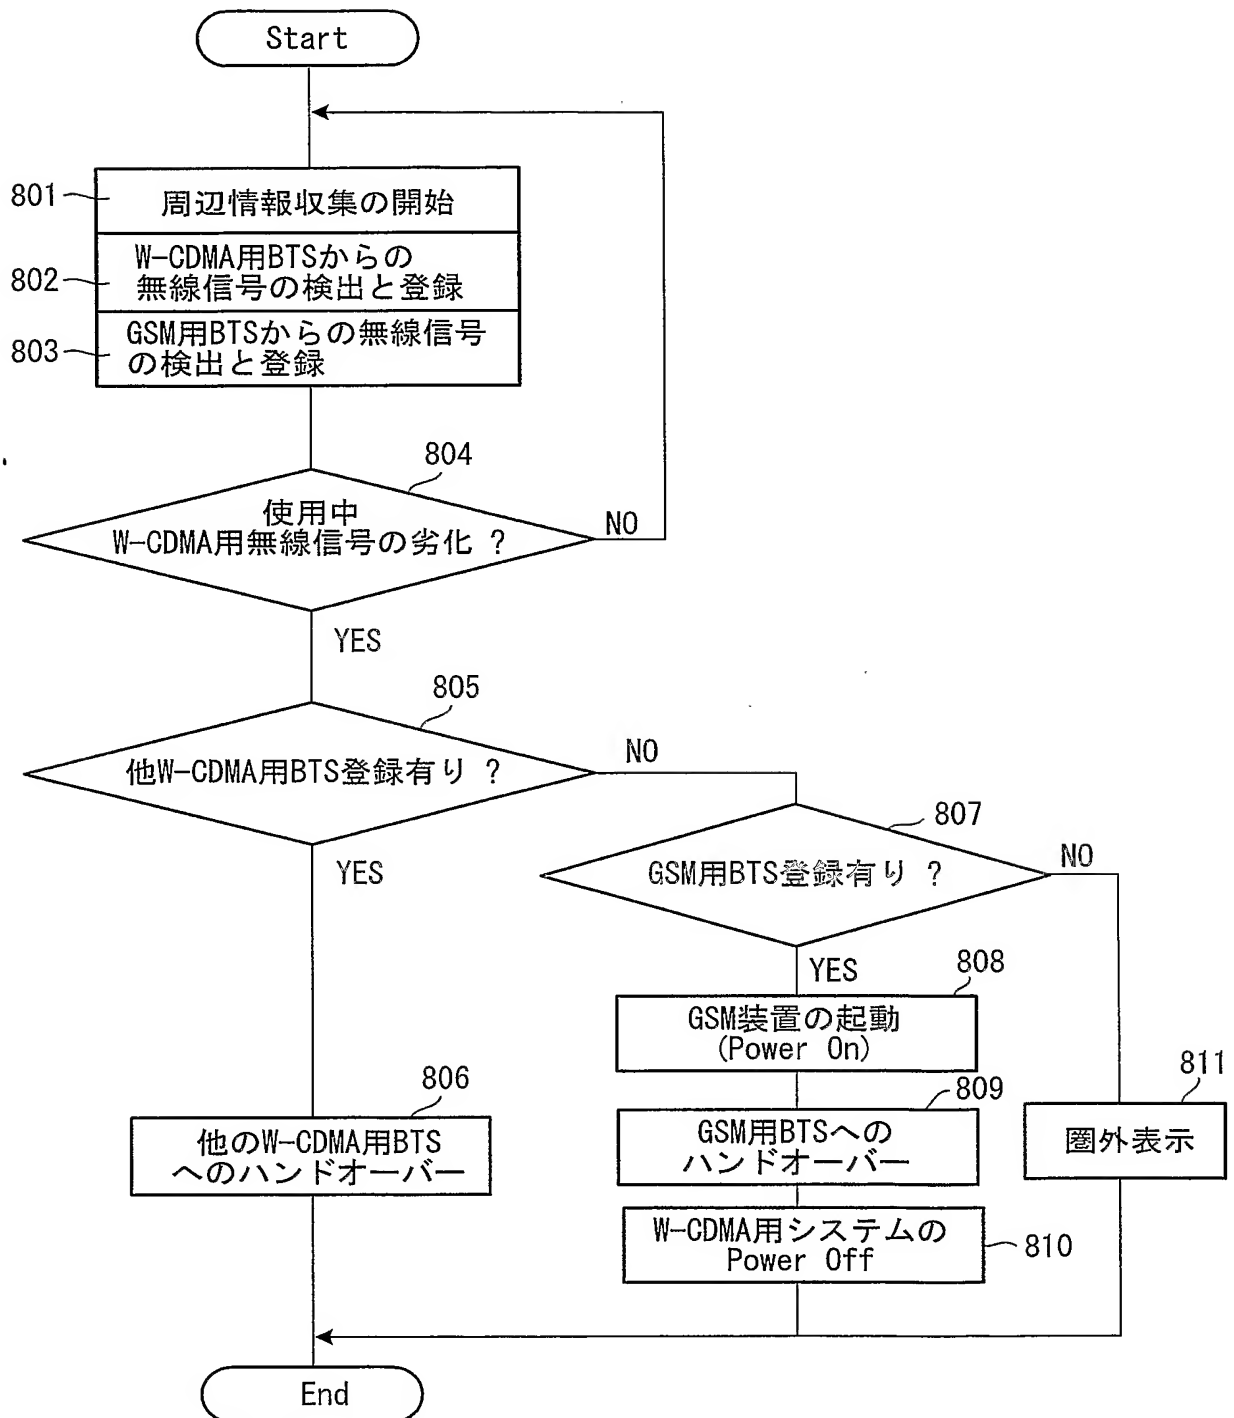 Start
801
周辺情報収集の開始
802
W-CDMA用BTSからの
無線信号の検出と登録
803
GSM用BTSからの無線信号
の検出と登録
804
使用中
W-CDMA用無線信号の劣化 ?
NO
YES
805
他W-CDMA用BTS登録有り ?
NO
YES
807
GSM用BTS登録有り ?
NO
YES
808
GSM装置の起動
(Power On)
809
GSM用BTSへの
ハンドオーバー
W-CDMA用システムの
Power Off
810
811
圏外表示
806
他のW-CDMA用BTS
へのハンドオーバー
End